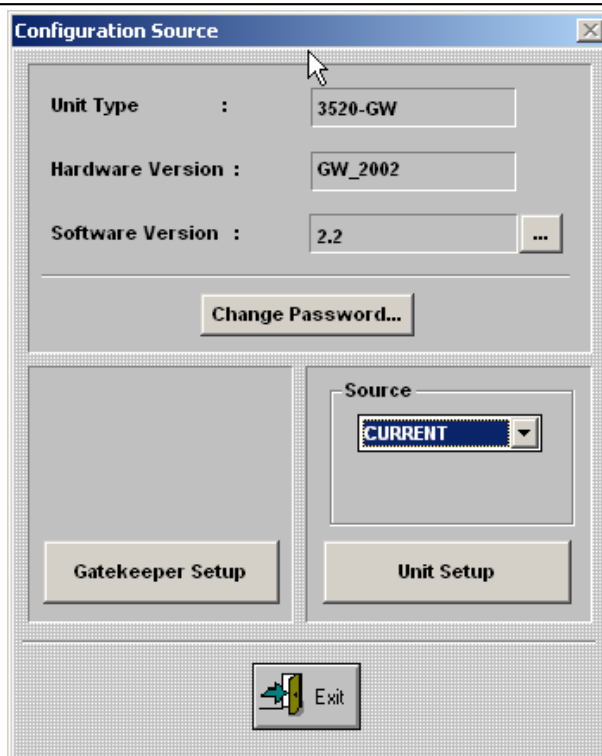 Configuration Source
Unit Type : 3520-GW
Hardware Version : GW_2002
Software Version : 2.2 ...
Change Password...
Source
CURRENT
Gatekeeper Setup
Unit Setup
Exit